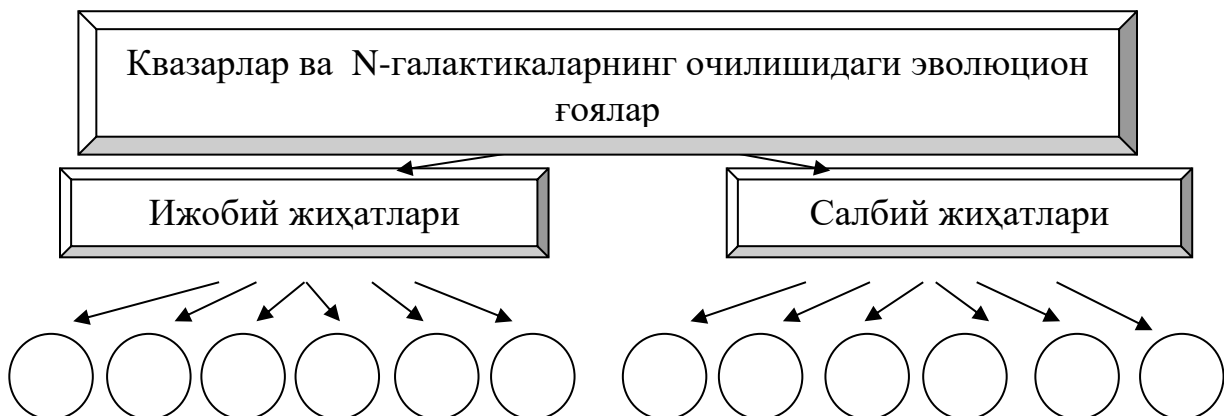 Квазарлар ва N-галактикаларнинг очилишидаги эволюцион
ғоялар
Ижобий жиҳатлари
Салбий жиҳатлари